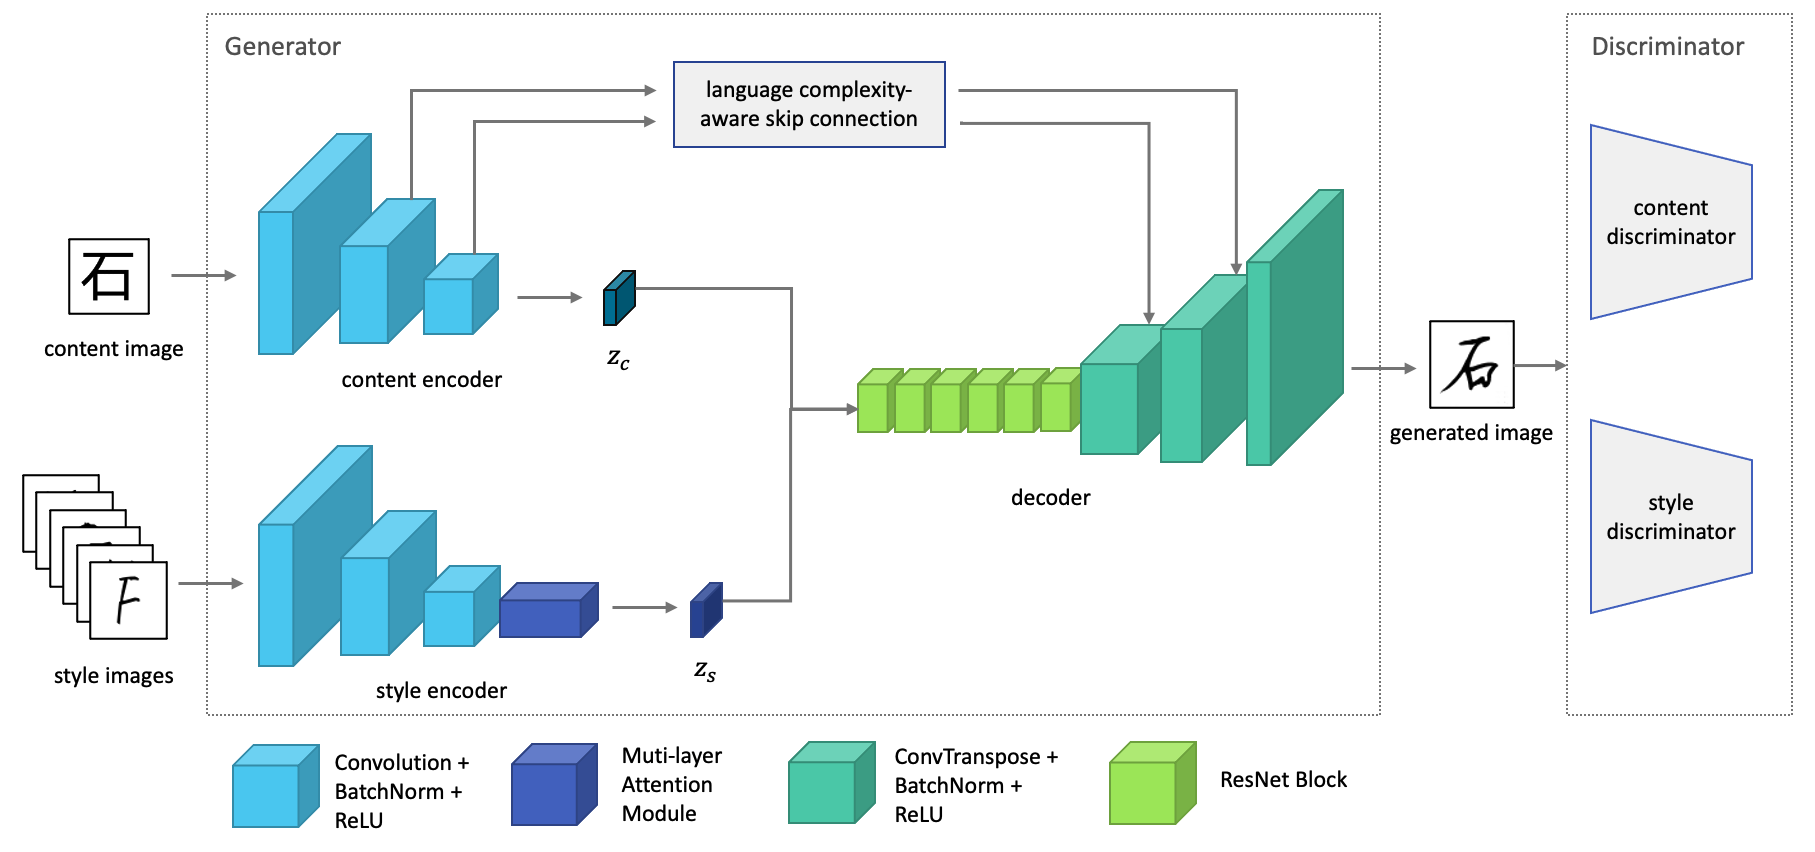 Generator
Discriminator
language complexity-
aware skip connection
content
discriminator
石
content image
z_c
content encoder
石
generated image
decoder
style
discriminator
F
style images
z_s
style encoder
Convolution +
BatchNorm +
ReLU
Muti-layer
Attention
Module
ConvTranspose +
BatchNorm +
ReLU
ResNet Block